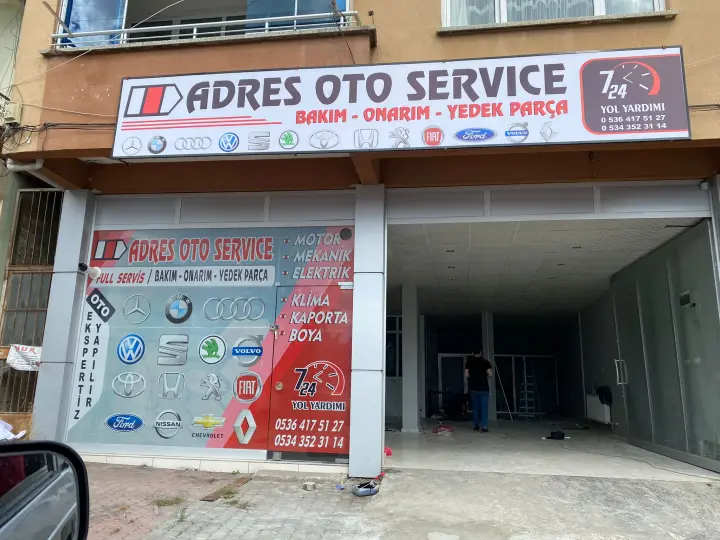 ADRES OTO SERVICE
BAKIM - ONARIM - YEDEK PARÇA
7/24
YOL YARDIMI
0 536 417 51 27
0 534 352 31 14
FIAT
Ford
VOLVO
ADRES OTO SERVICE
FULL SERVİS / BAKIM - ONARIM - YEDEK PARÇA
MOTOR
MEKANİK
ELEKTRİK
KLİMA
KAPORTA
BOYA
OTO
EKSPERTİZ
YAPILIR
VOLVO
FIAT
Ford
NISSAN
CHEVROLET
7/24
YOL YARDIMI
0536 417 51 27
0534 352 31 14